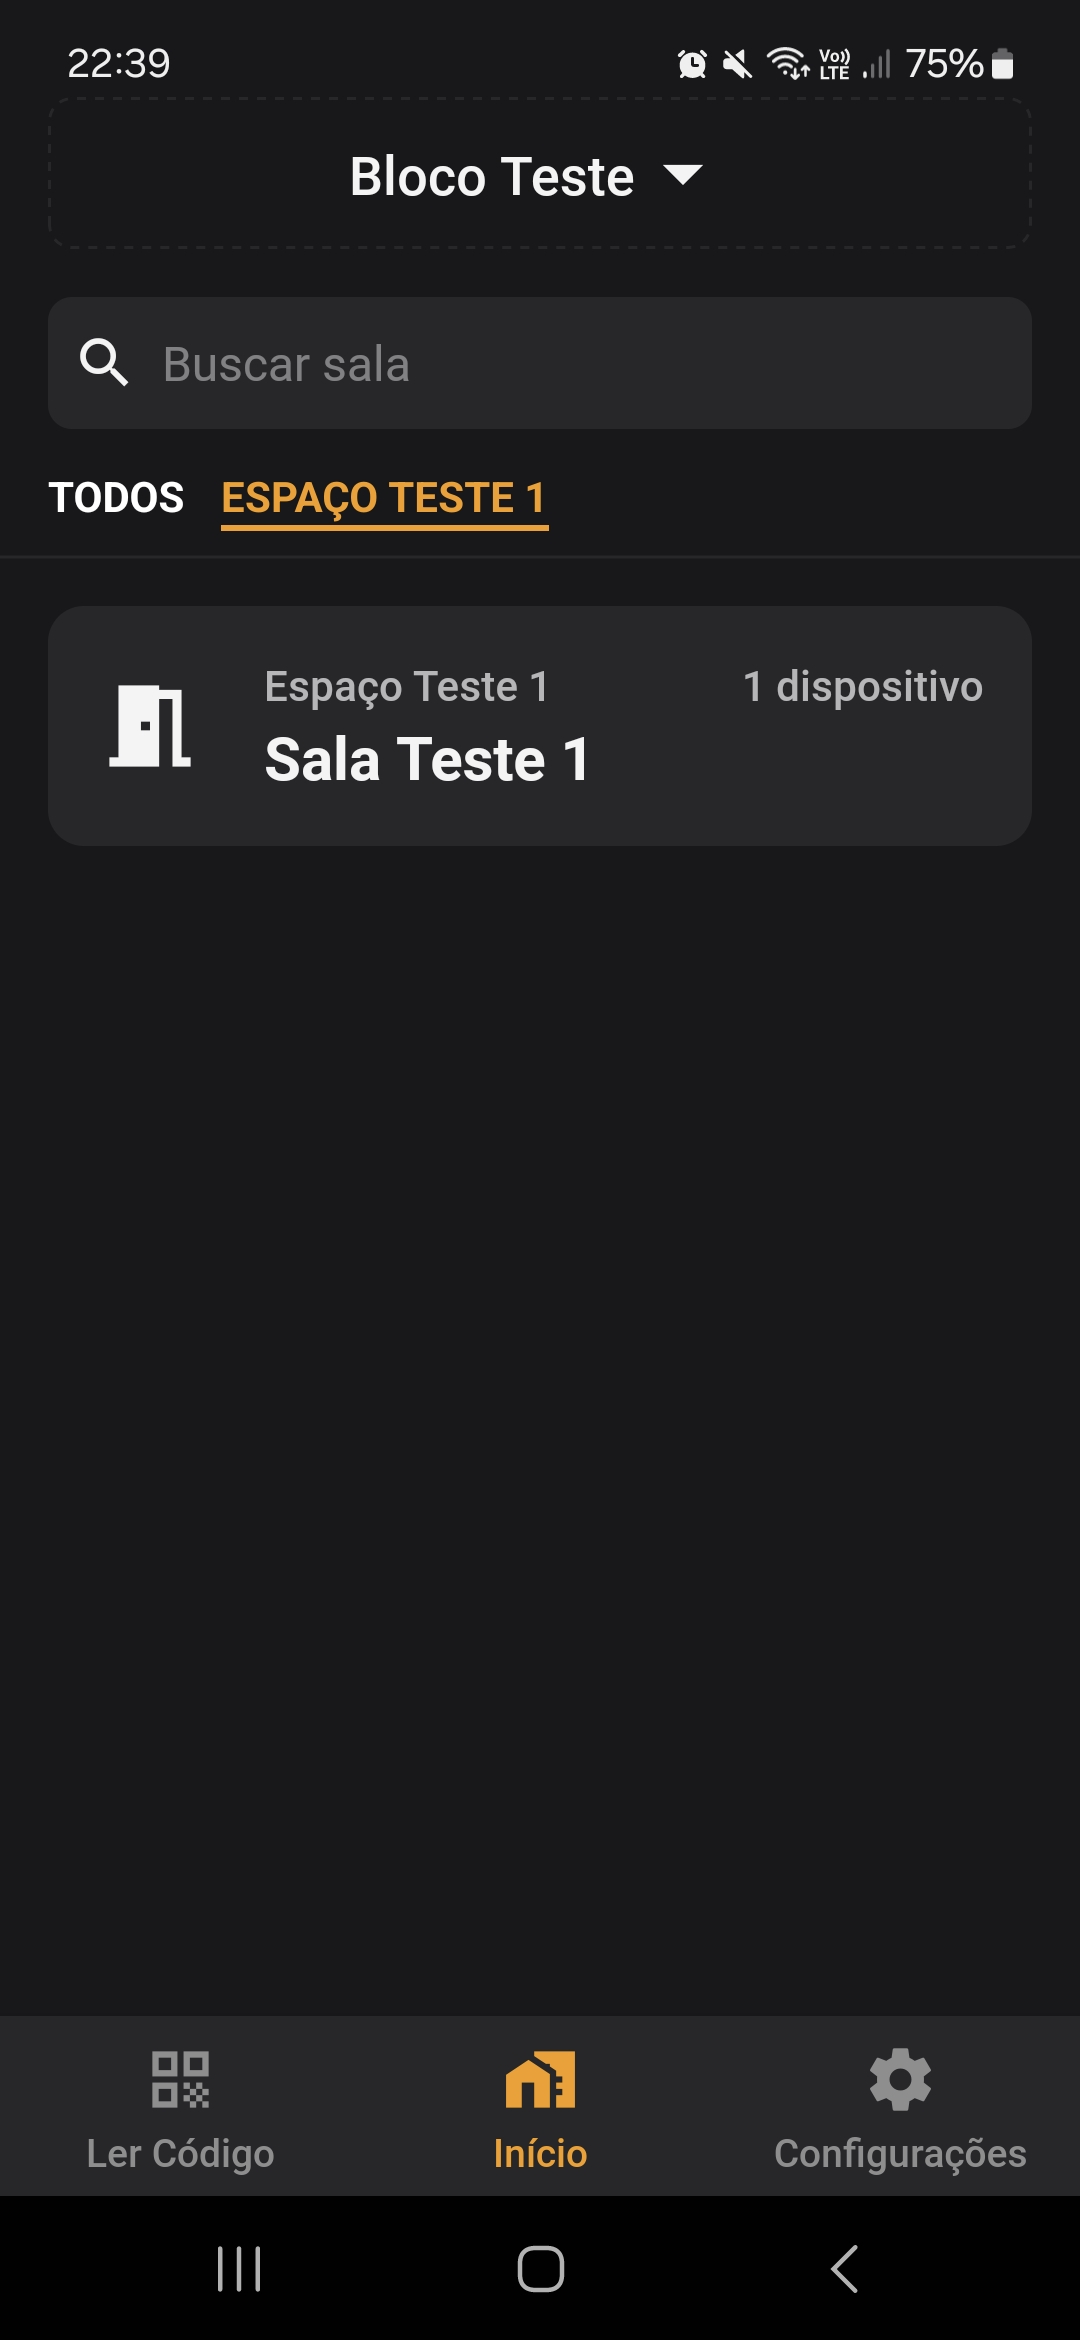 22:39
Vo)) LTE 75%
Bloco Teste
Buscar sala
TODOS ESPAÇO TESTE 1
Espaço Teste 1 1 dispositivo
Sala Teste 1
Ler Código Início Configurações